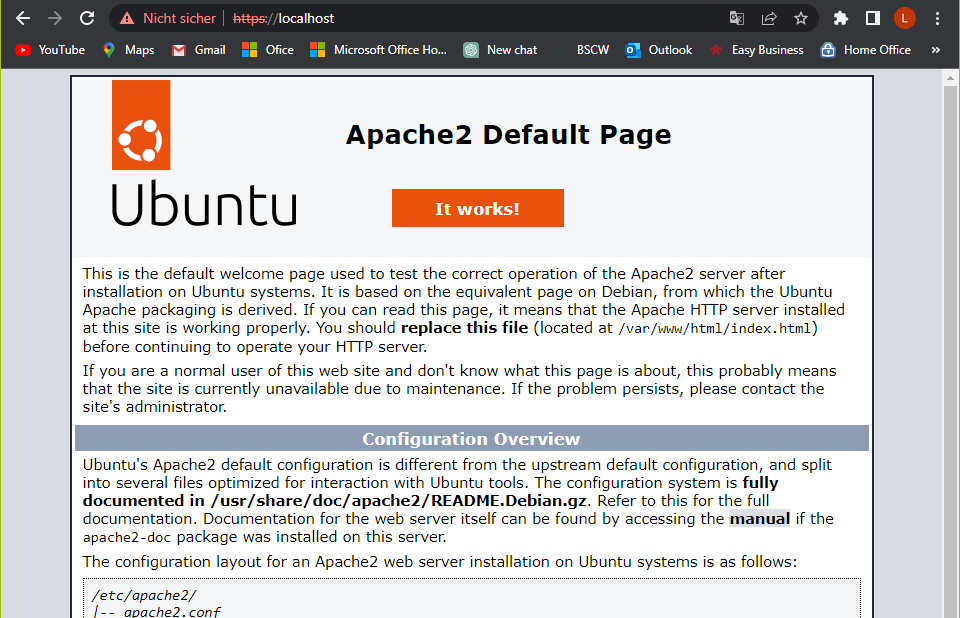 Nicht sicher | https://localhost
L
YouTube Maps Gmail Ofice Microsoft Office Ho... New chat BSCW Outlook Easy Business Home Office »
Apache2 Default Page
Ubuntu
It works!
This is the default welcome page used to test the correct operation of the Apache2 server after
installation on Ubuntu systems. It is based on the equivalent page on Debian, from which the Ubuntu
Apache packaging is derived. If you can read this page, it means that the Apache HTTP server installed
at this site is working properly. You should replace this file (located at /var/www/html/index.html)
before continuing to operate your HTTP server.
If you are a normal user of this web site and don't know what this page is about, this probably means
that the site is currently unavailable due to maintenance. If the problem persists, please contact the
site's administrator.
Configuration Overview
Ubuntu's Apache2 default configuration is different from the upstream default configuration, and split
into several files optimized for interaction with Ubuntu tools. The configuration system is fully
documented in /usr/share/doc/apache2/README.Debian.gz. Refer to this for the full
documentation. Documentation for the web server itself can be found by accessing the manual if the
apache2-doc package was installed on this server.
The configuration layout for an Apache2 web server installation on Ubuntu systems is as follows:
/etc/apache2/
|-- apache2.conf